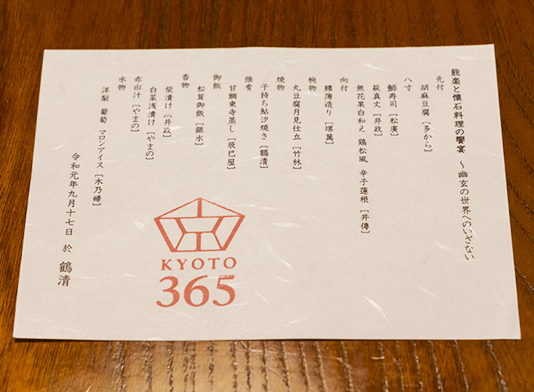 能楽と懐石料理の饗宴 ～幽玄の世界へのいざない
先付
胡麻豆腐［多から］
八寸
鯖寿司［松廣］
萩真丈［井政］
無花果白和え 鶏松風 辛子蓮根［井傳］
向付
鱧薄造り［堺萬］
椀物
丸豆腐月見仕立［竹林］
焼物
子持ち鮎汐焼き［鶴清］
強肴
甘鯛東寺蒸し［辰巳屋］
御飯
松茸御飯［銀水］
香物
柴漬け［井政］
白菜浅漬け［やまの］
赤出汁［やまの］
水物
洋梨 葡萄 マロンアイス［木乃婦］
令和元年九月十七日 於 鶴清
KYOTO
365